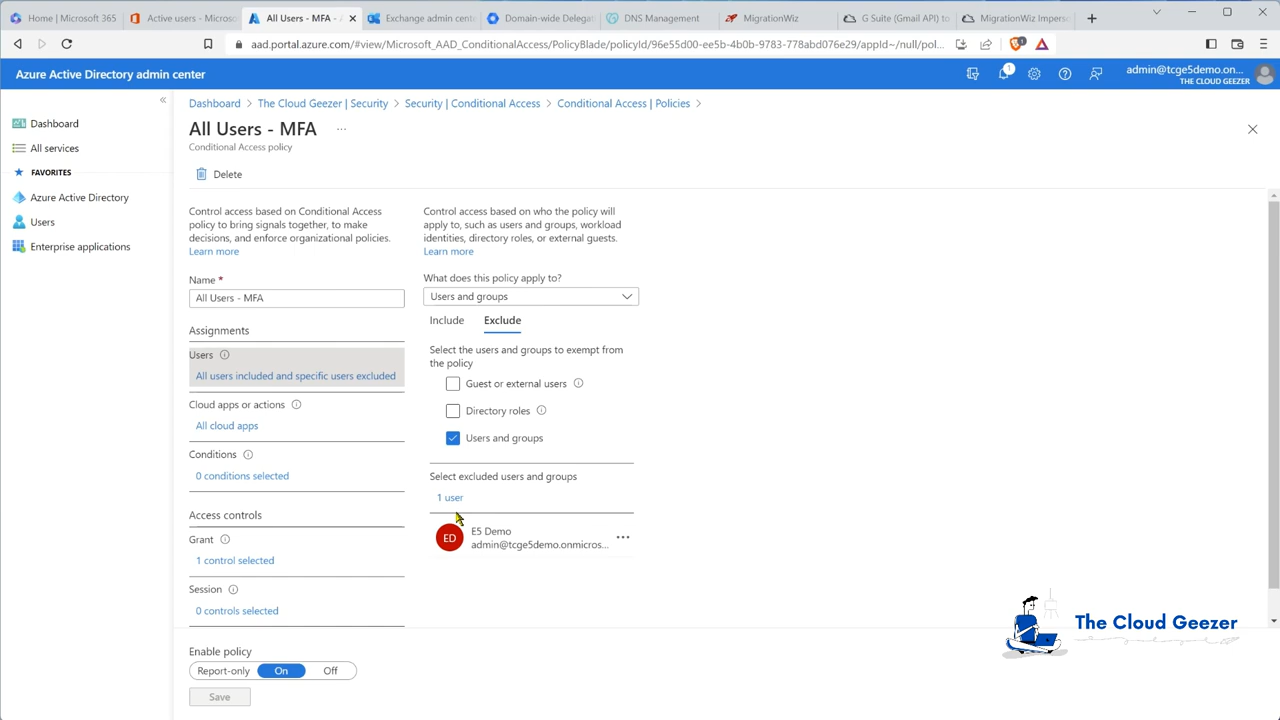 Home | Microsoft 365
Active users - Microso
All Users - MFA - A
Exchange admin cent
Domain-wide Delegat
DNS Management
MigrationWiz
G Suite (Gmail API) to
MigrationWiz Impers
aad.portal.azure.com/#view/Microsoft_AAD_ConditionalAccess/PolicyBlade/policyId/96e55d00-ee5b-4b0b-9783-778abd076e29/appId~/null/pol...
1
Azure Active Directory admin center
1
admin@tcge5demo.on...
THE CLOUD GEEZER
Dashboard
All services
FAVORITES
Azure Active Directory
Users
Enterprise applications
Dashboard > The Cloud Geezer | Security > Security | Conditional Access > Conditional Access | Policies >
All Users - MFA ...
Conditional Access policy
Delete
Control access based on Conditional Access
policy to bring signals together, to make
decisions, and enforce organizational policies.
Learn more
Name *
All Users - MFA
Assignments
Users
All users included and specific users excluded
Cloud apps or actions
All cloud apps
Conditions
0 conditions selected
Access controls
Grant
1 control selected
Session
0 controls selected
Control access based on who the policy will
apply to, such as users and groups, workload
identities, directory roles, or external guests.
Learn more
What does this policy apply to?
Users and groups
Include Exclude
Select the users and groups to exempt from
the policy
Guest or external users
Directory roles
Users and groups
Select excluded users and groups
1 user
ED
E5 Demo
admin@tcge5demo.onmicros...
Enable policy
Report-only On Off
Save
The Cloud Geezer